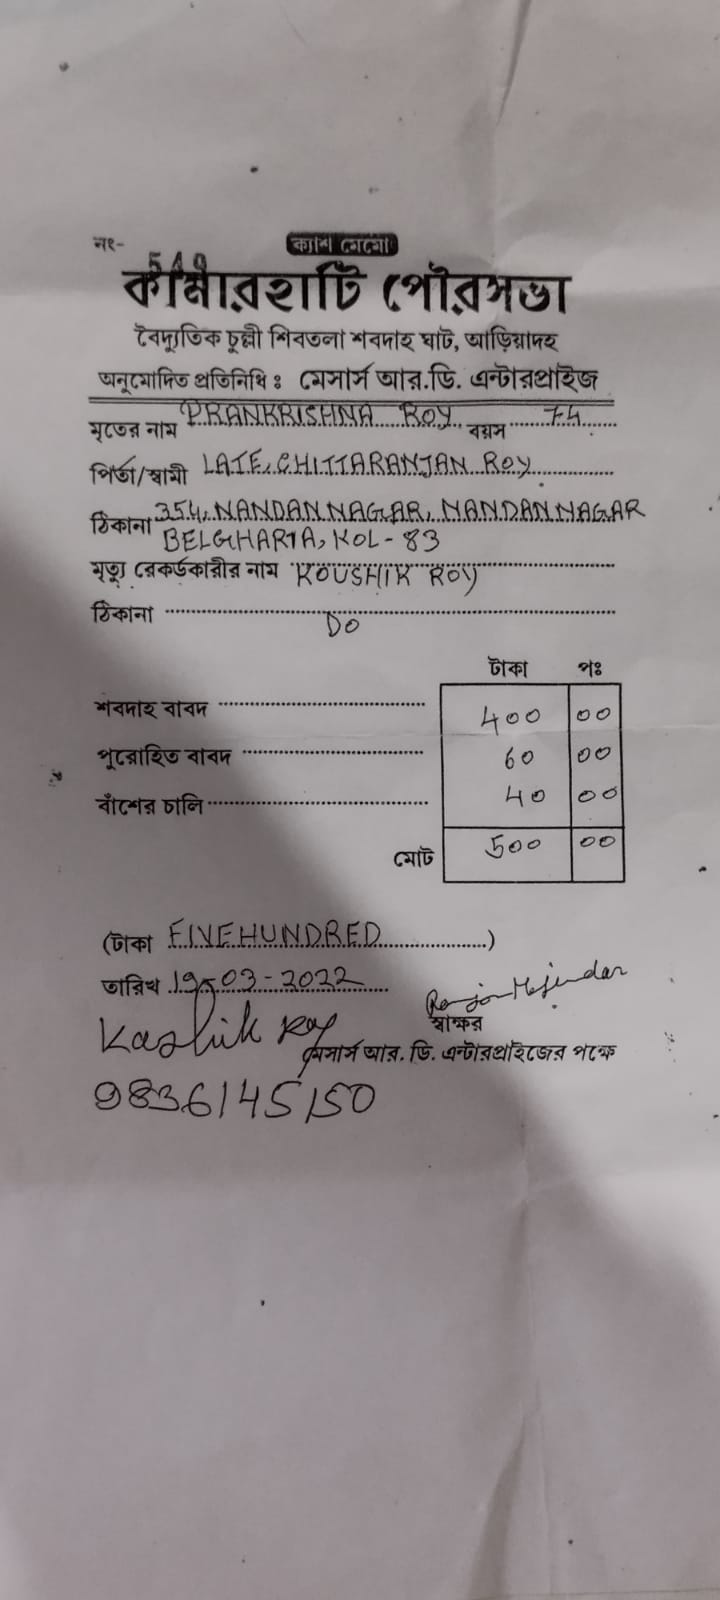 ক্যাশ মেমো
নং- 549
কামারহাটি পৌরসভা
বৈদ্যুতিক চুল্লী শিবতলা শবদাহ ঘাট, আড়িয়াদহ
অনুমোদিত প্রতিনিধি ঃ মেসার্স আর.ডি. এন্টারপ্রাইজ
মৃতের নাম PRANKRISHNA ROY বয়স 74
পিতা/স্বামী LATE, CHITTARANJAN ROY
ঠিকানা 354, NANDAN NAGAR, NANDAN NAGAR
BELGHARIA, KOL - 83
মৃত্যু রেকর্ডকারীর নাম KOUSHIK ROY
ঠিকানা DO
টাকা পঃ
শবদাহ বাবদ 400 00
পুরোহিত বাবদ 60 00
বাঁশের চালি 40 00
মোট 500 00
(টাকা FIVE HUNDRED)
তারিখ 19-03-2022
স্বাক্ষর
মেসার্স আর. ডি. এন্টারপ্রাইজের পক্ষে
9836145150